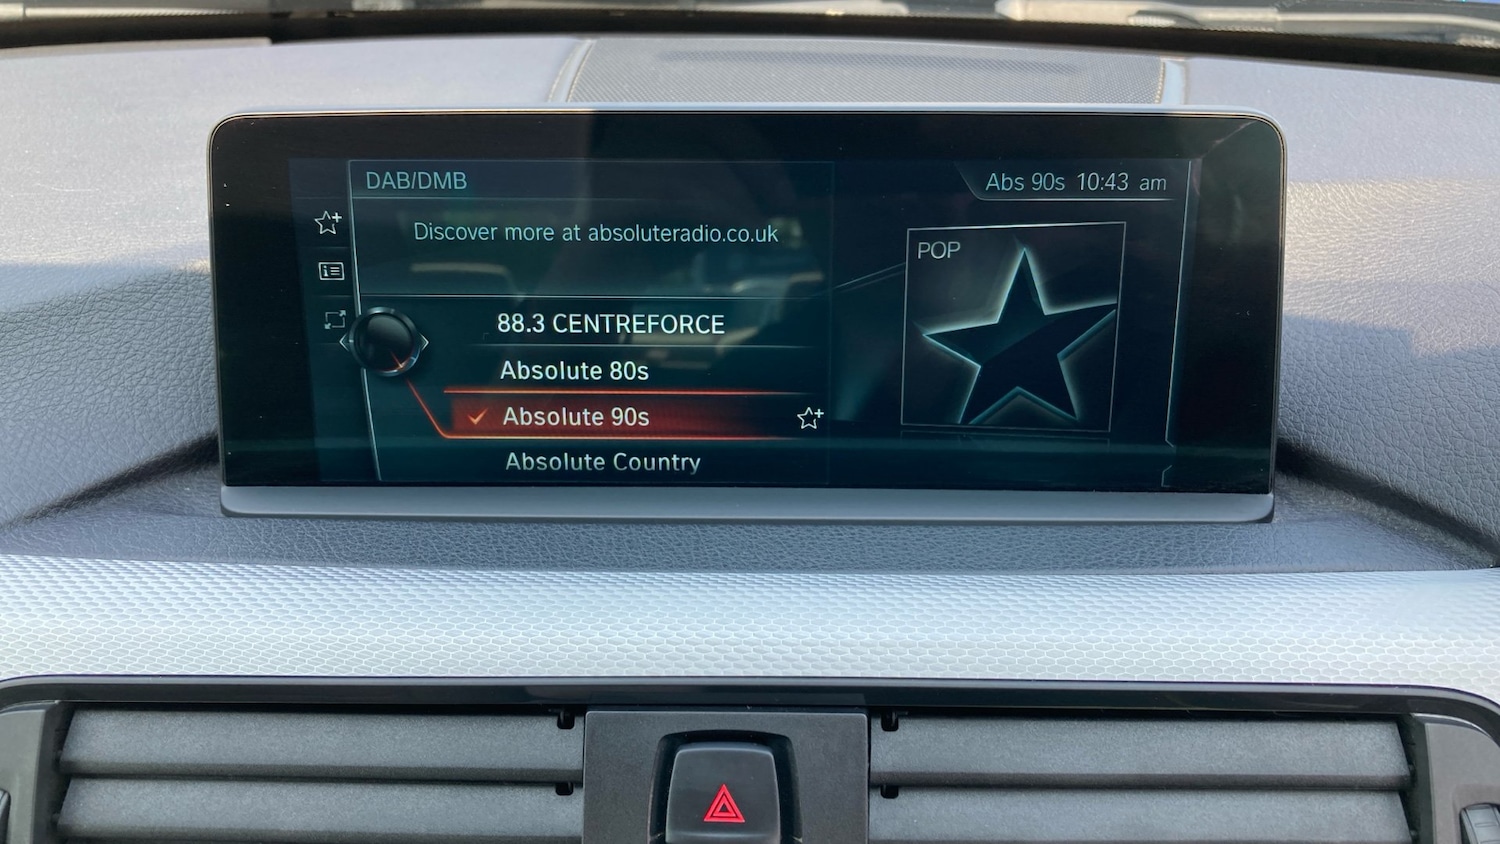 DAB/DMB
Abs 90s 10:43 am
Discover more at absoluteradio.co.uk
POP
88.3 CENTREFORCE
Absolute 80s
Absolute 90s
Absolute Country